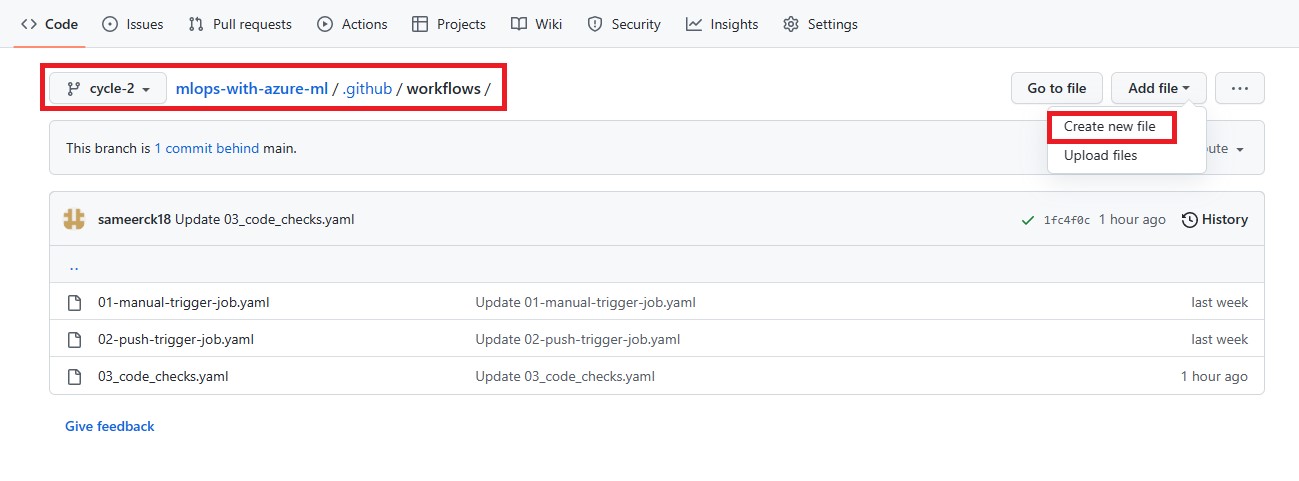 Code Issues Pull requests Actions Projects Wiki Security Insights Settings
cycle-2 mlops-with-azure-ml / .github / workflows / Go to file Add file ...
Create new file
Upload files
This branch is 1 commit behind main.
sameerck18 Update 03_code_checks.yaml 1fc4f0c 1 hour ago History
..
01-manual-trigger-job.yaml Update 01-manual-trigger-job.yaml last week
02-push-trigger-job.yaml Update 02-push-trigger-job.yaml last week
03_code_checks.yaml Update 03_code_checks.yaml 1 hour ago
Give feedback